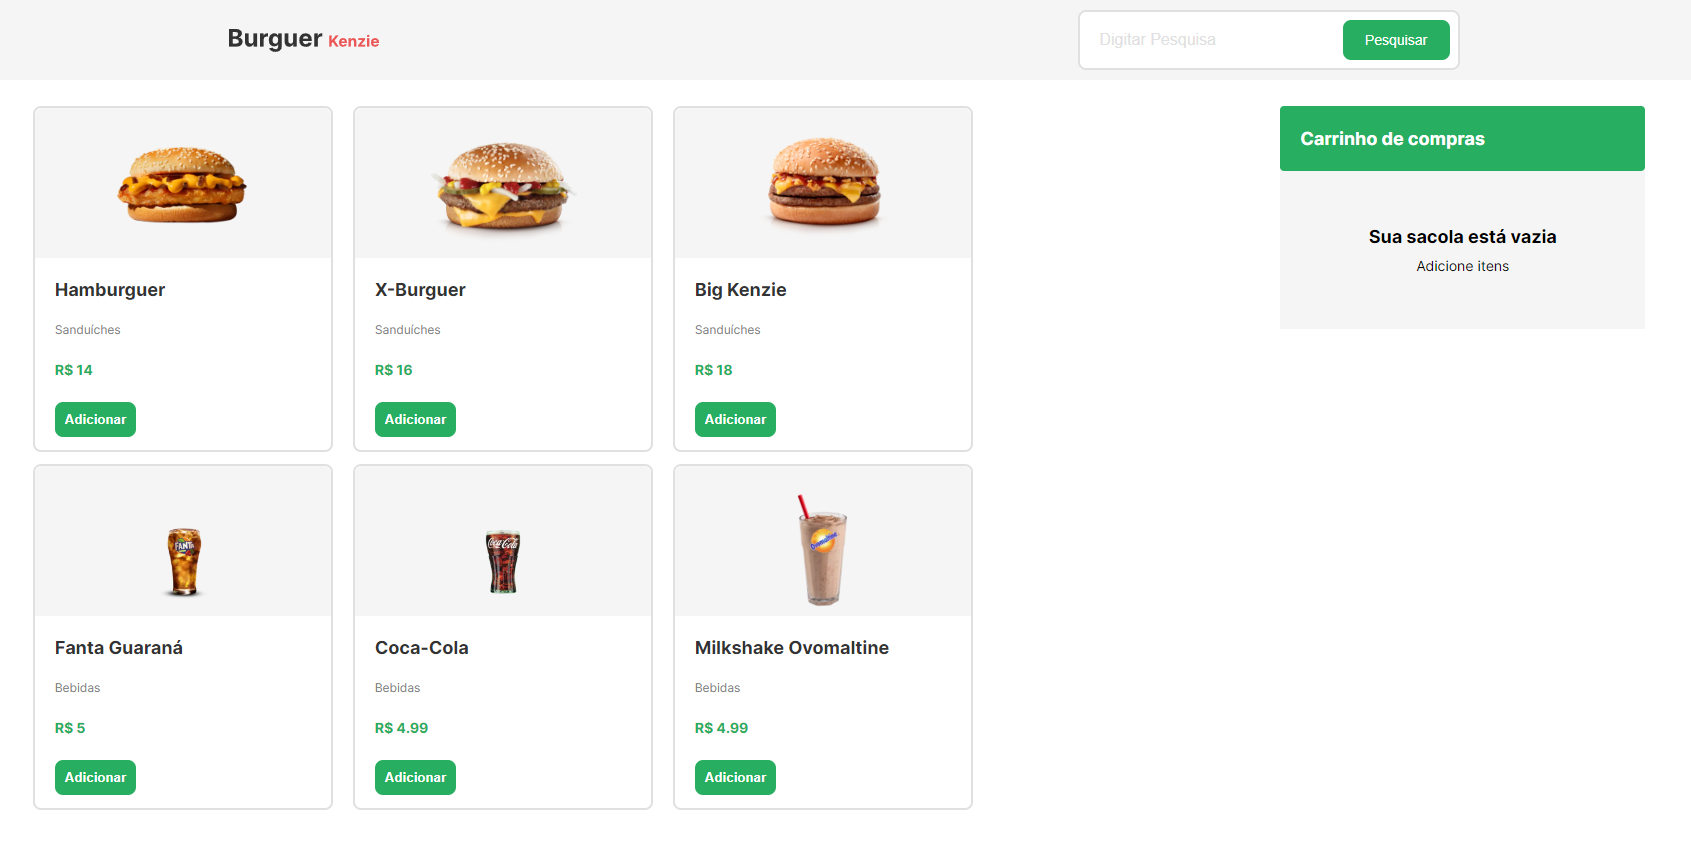 Burguer Kenzie
Digitar Pesquisa
Pesquisar
Hamburguer
Sanduíches
R$ 14
Adicionar
X-Burguer
Sanduíches
R$ 16
Adicionar
Big Kenzie
Sanduíches
R$ 18
Adicionar
FANTA
Fanta Guaraná
Bebidas
R$ 5
Adicionar
Coca-Cola
Coca-Cola
Bebidas
R$ 4.99
Adicionar
Ovomaltine
Milkshake Ovomaltine
Bebidas
R$ 4.99
Adicionar
Carrinho de compras
Sua sacola está vazia
Adicione itens